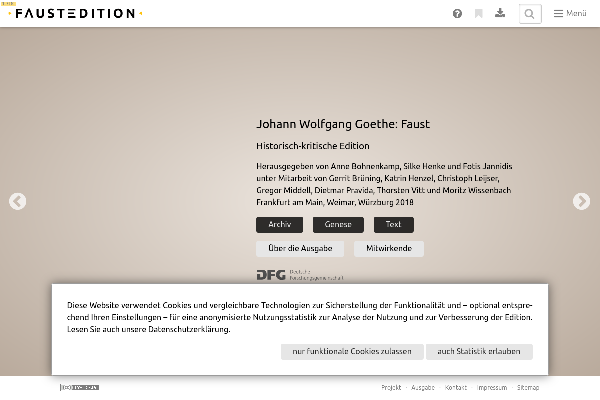 FAUSTEDITION
Menü
Johann Wolfgang Goethe: Faust
Historisch-kritische Edition
Herausgegeben von Anne Bohnenkamp, Silke Henke und Fotis Jannidis
unter Mitarbeit von Gerrit Brüning, Katrin Henzel, Christoph Leijser,
Gregor Middell, Dietmar Pravida, Thorsten Vitt und Moritz Wissenbach
Frankfurt am Main, Weimar, Würzburg 2018
Archiv Genese Text
Über die Ausgabe Mitwirkende
DFG Deutsche
Forschungsgemeinschaft
Diese Website verwendet Cookies und vergleichbare Technologien zur Sicherstellung der Funktionalität und – optional entspre-
chend Ihren Einstellungen – für eine anonymisierte Nutzungsstatistik zur Analyse der Nutzung und zur Verbesserung der Edition.
Lesen Sie auch unsere Datenschutzerklärung.
nur funktionale Cookies zulassen auch Statistik erlauben
Projekt · Ausgabe · Kontakt · Impressum · Sitemap